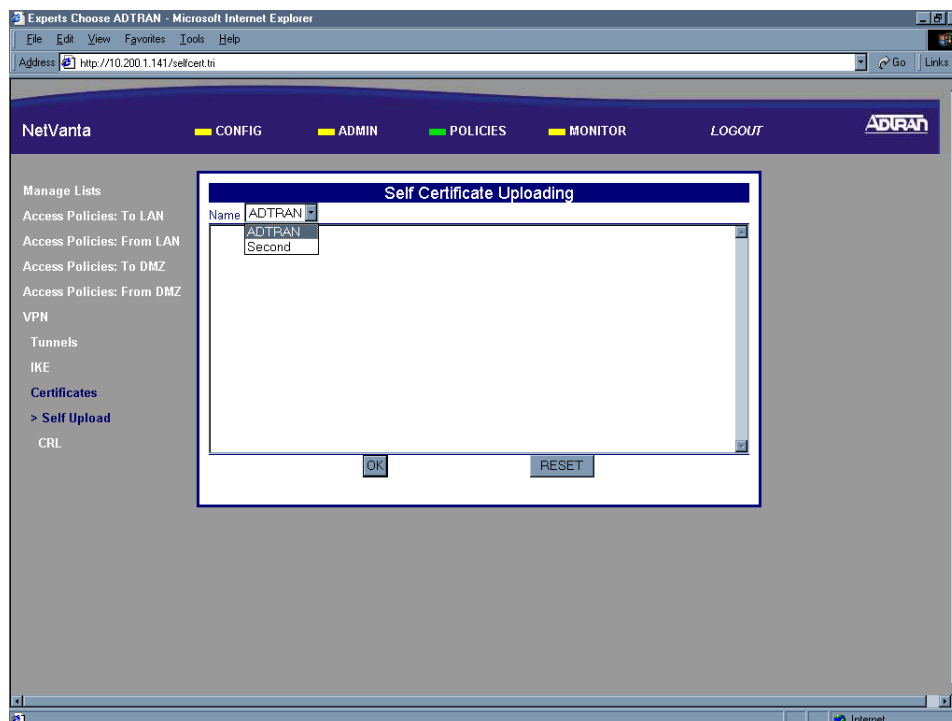 Experts Choose ADTRAN - Microsoft Internet Explorer
File Edit View Favorites Tools Help
Address http://10.200.1.141/selfcert.tri Go Links
NetVanta CONFIG ADMIN POLICIES MONITOR LOGOUT ADTRAN
Manage Lists
Access Policies: To LAN
Access Policies: From LAN
Access Policies: To DMZ
Access Policies: From DMZ
VPN
Tunnels
IKE
Certificates
> Self Upload
CRL
Self Certificate Uploading
Name ADTRAN
ADTRAN
Second
OK RESET
Internet